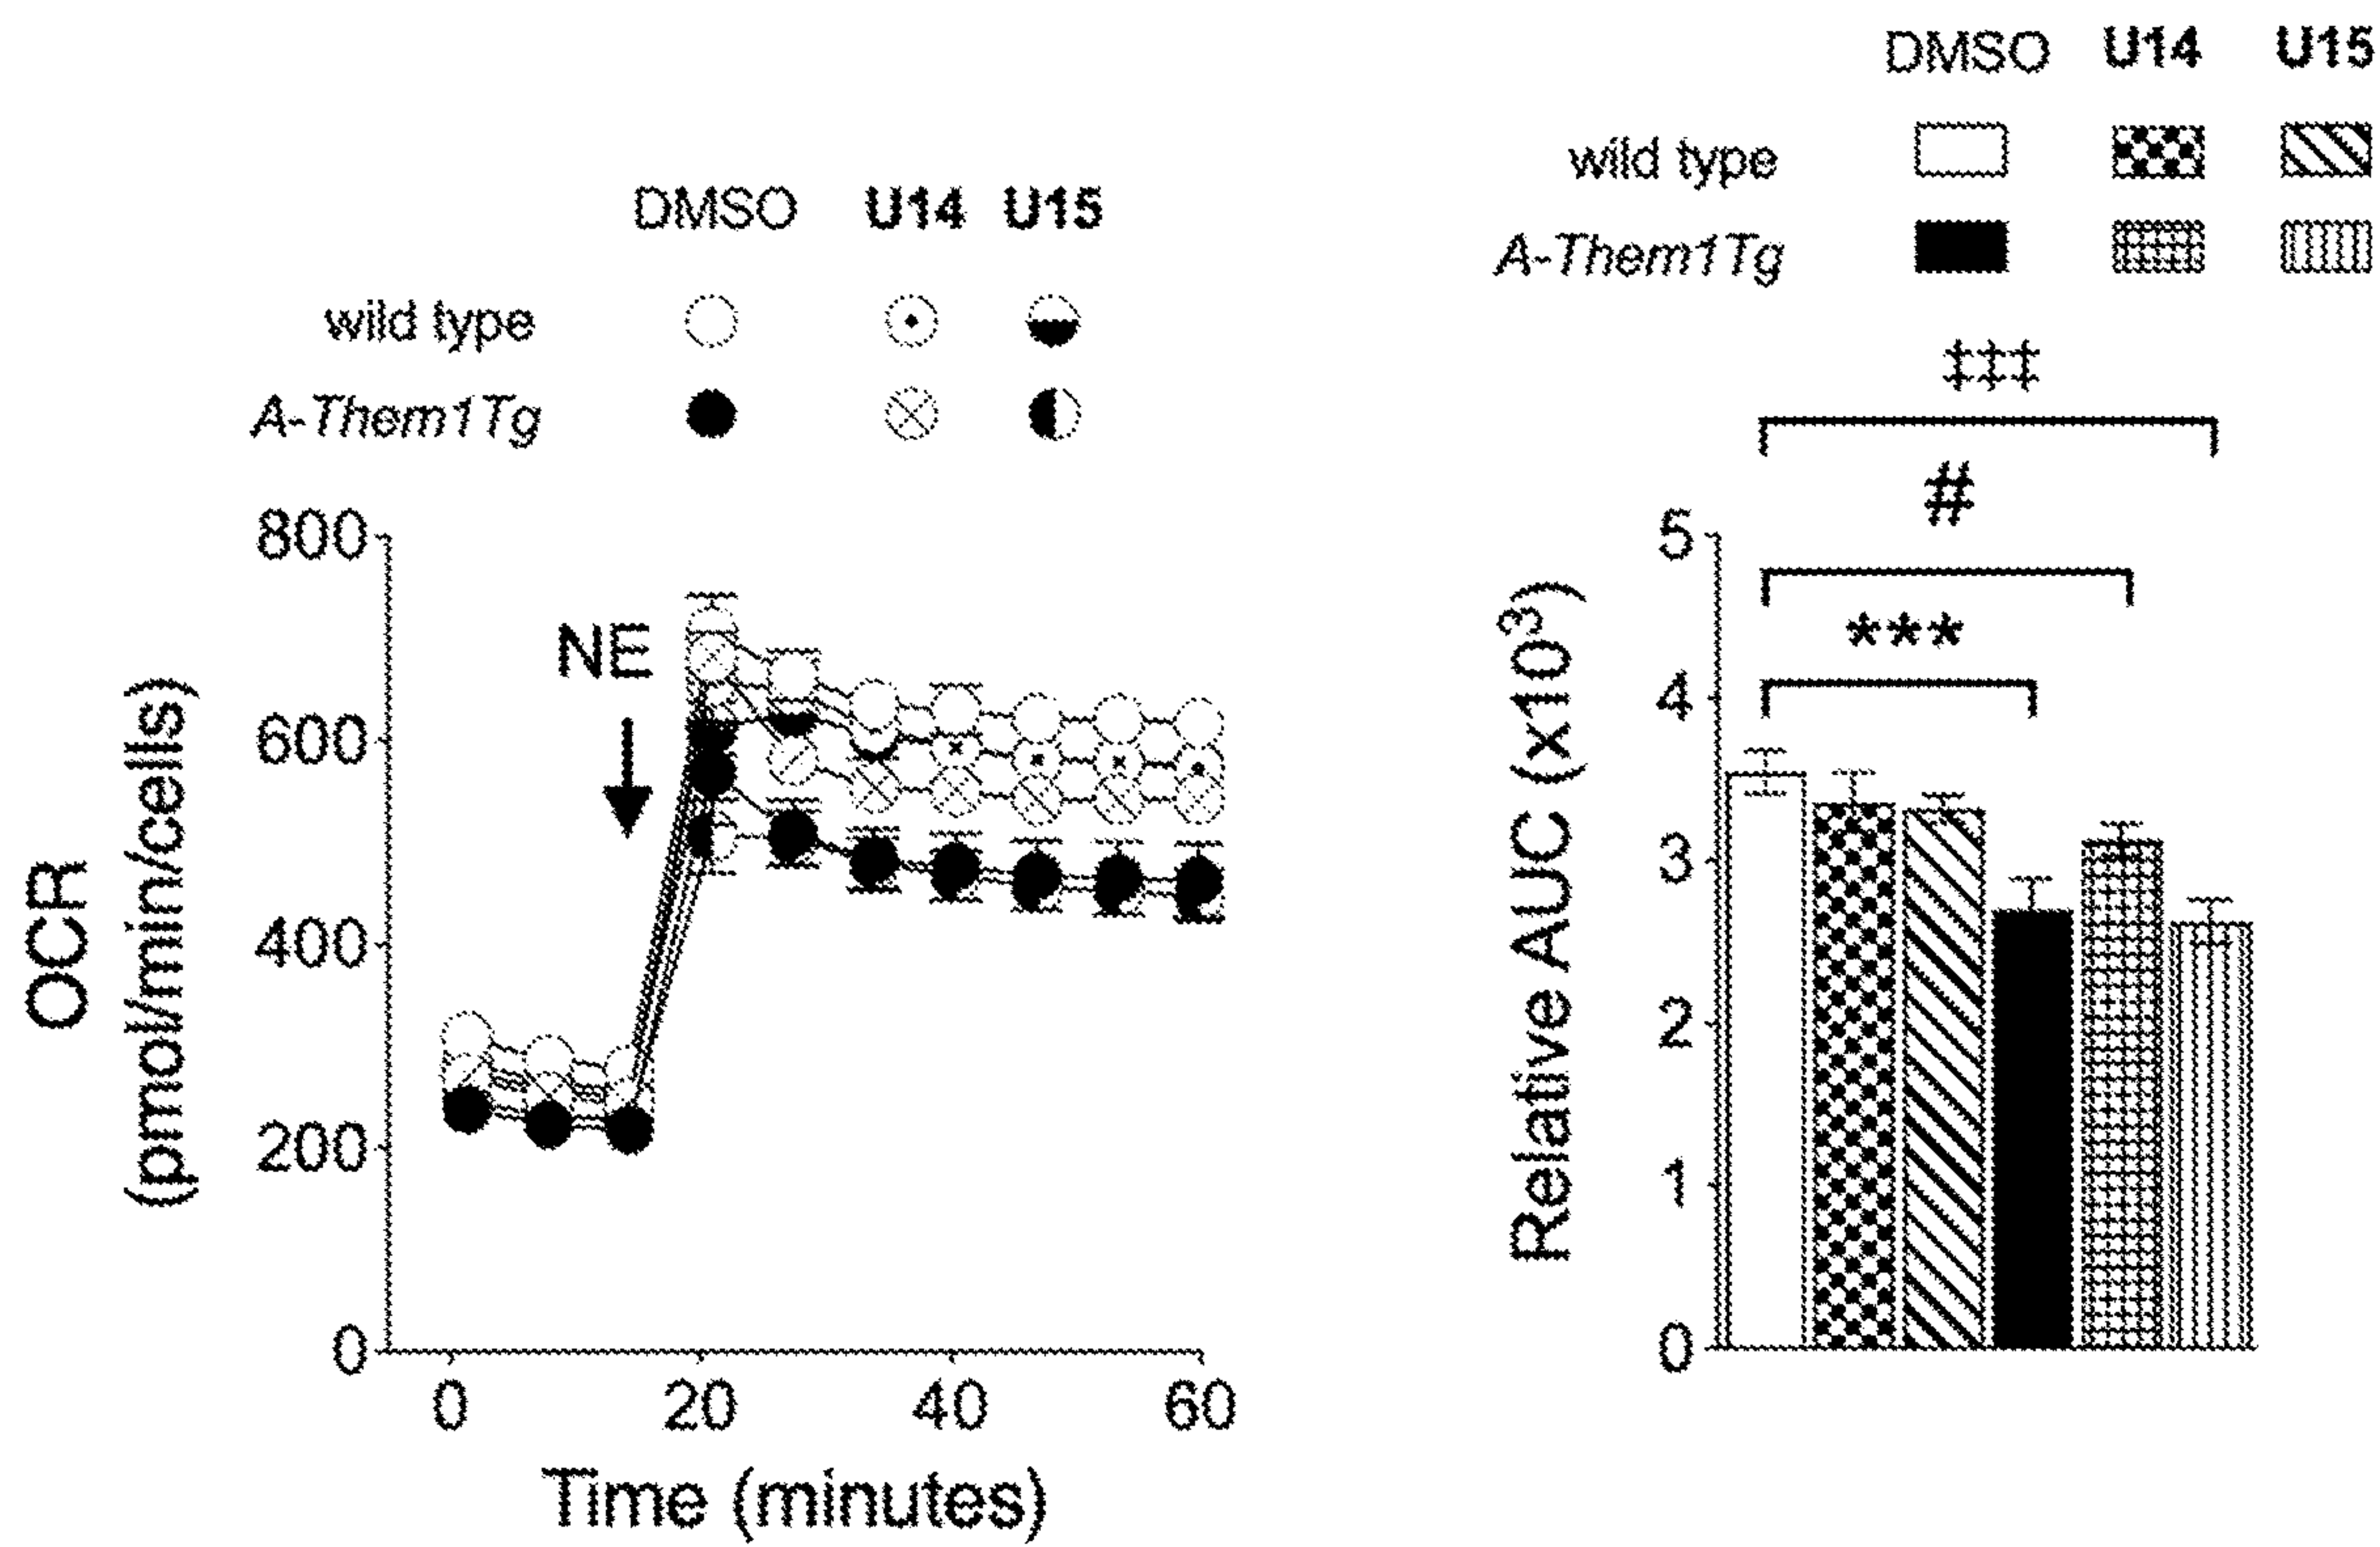 DMSO U14 U15
wild type
A-Them1Tg
800
600
400
200
0
NE
OCR
(pmol/min/cells)
0 20 40 60
Time (minutes)
DMSO U14 U15
wild type
A-Them1Tg
‡‡‡
#
***
5
4
3
2
1
0
Relative AUC (x10³)